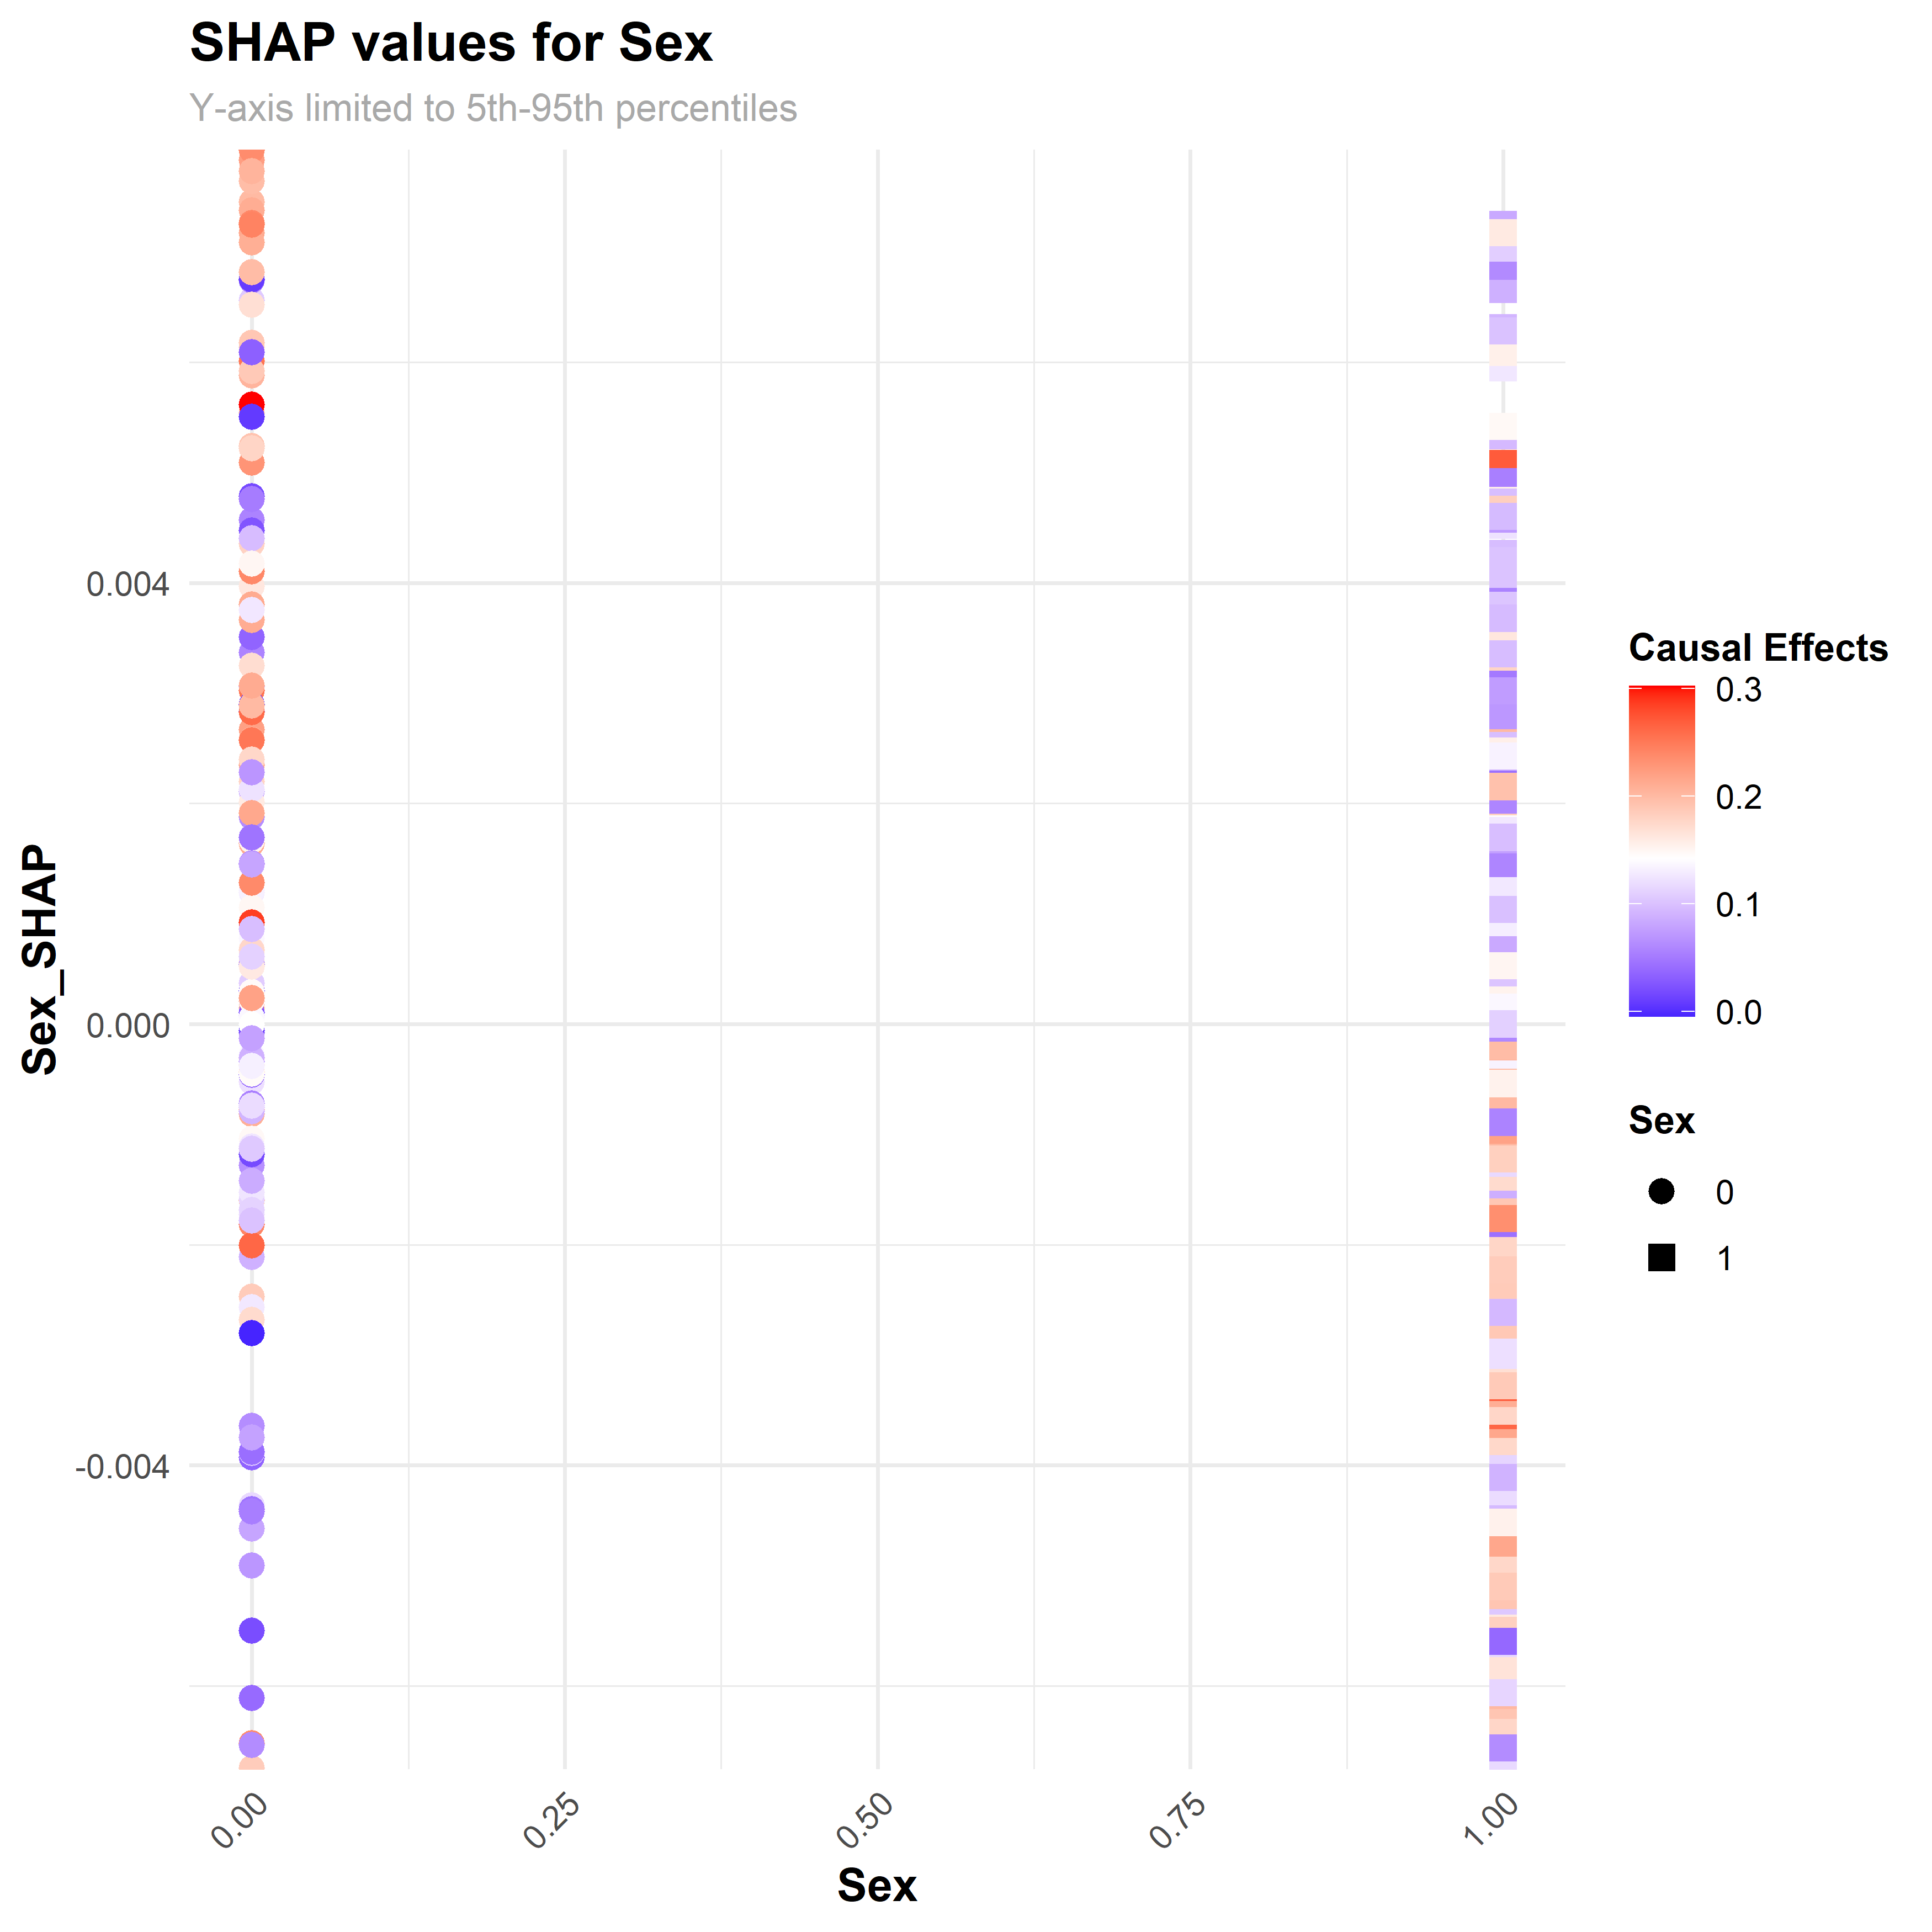 SHAP values for Sex
Y-axis limited to 5th-95th percentiles
Sex_SHAP
0.004
0.000
-0.004
0.00
0.25
0.50
0.75
1.00
Sex
Causal Effects
0.3
0.2
0.1
0.0
Sex
0
1